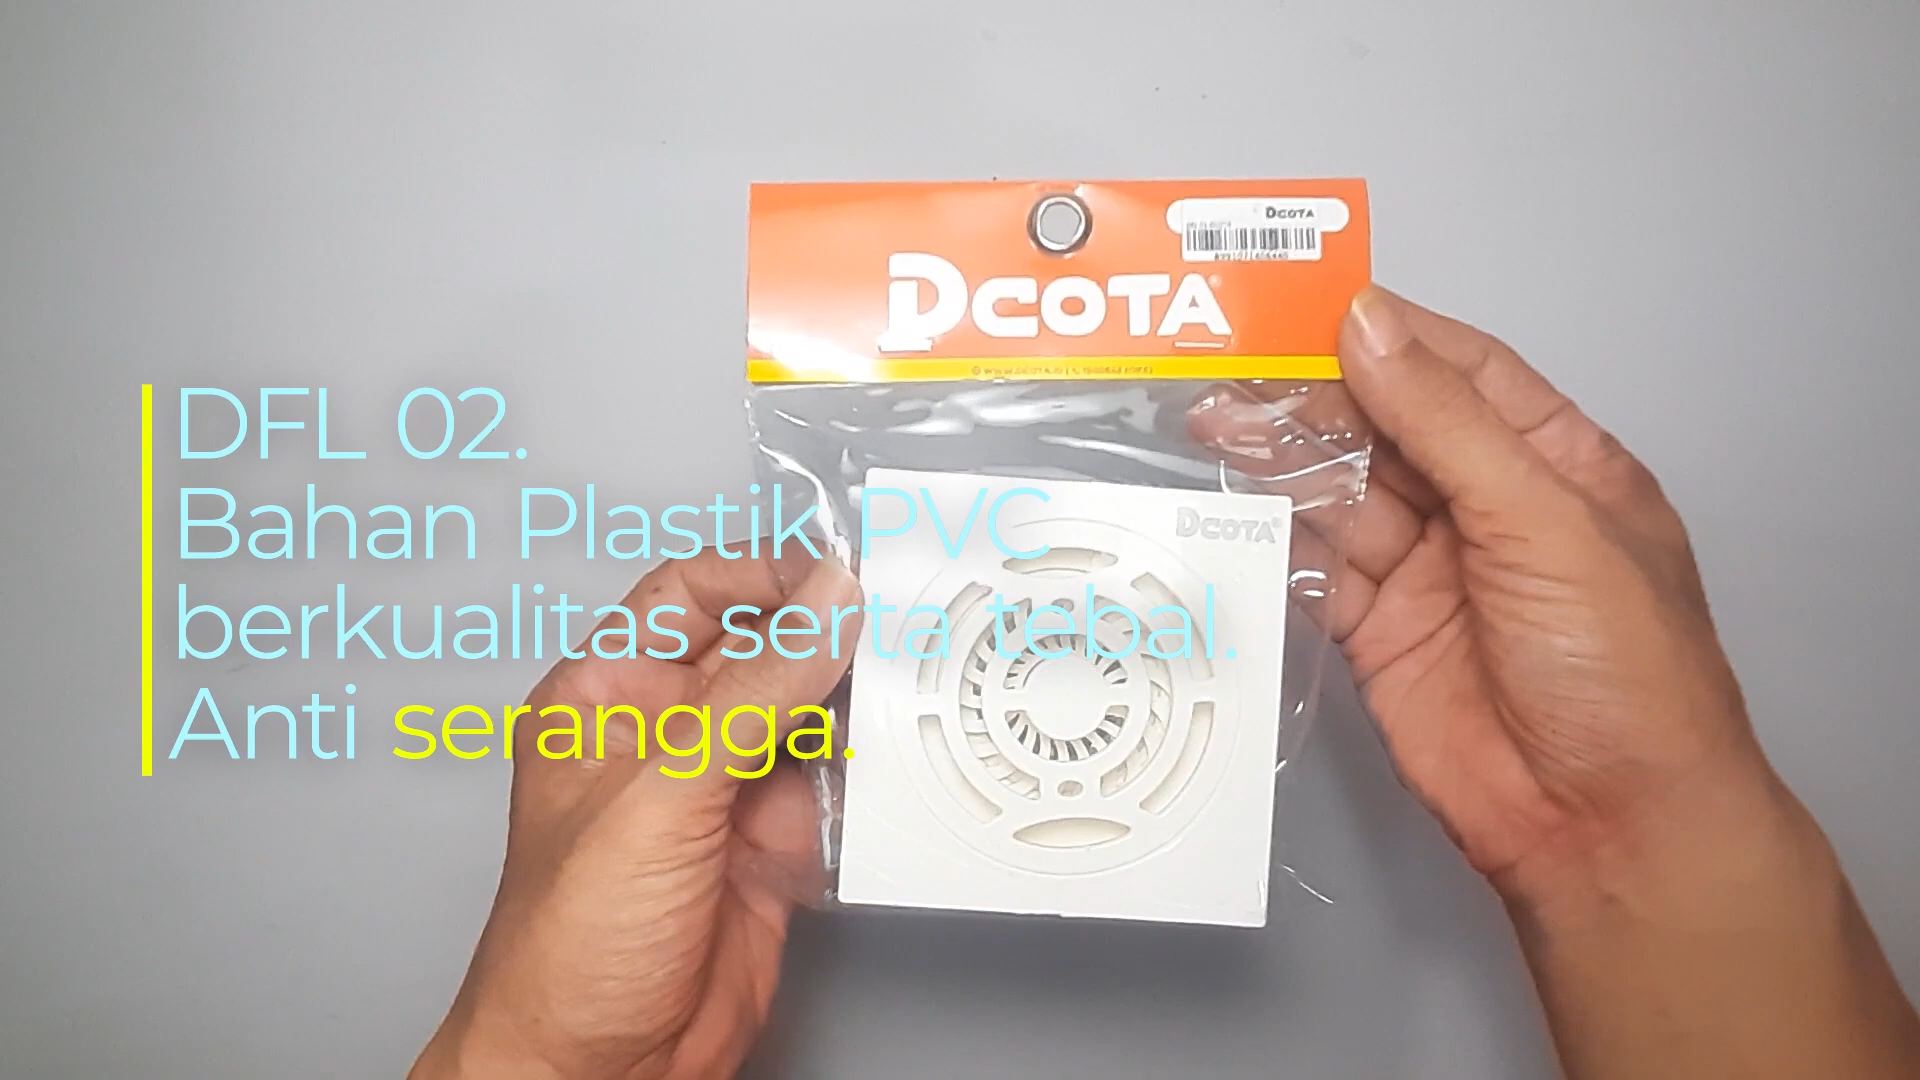 DCOTA
DCOTA
DFL 02.
Bahan Plastik PVC
berkualitas serta tebal.
Anti serangga.
DCOTA